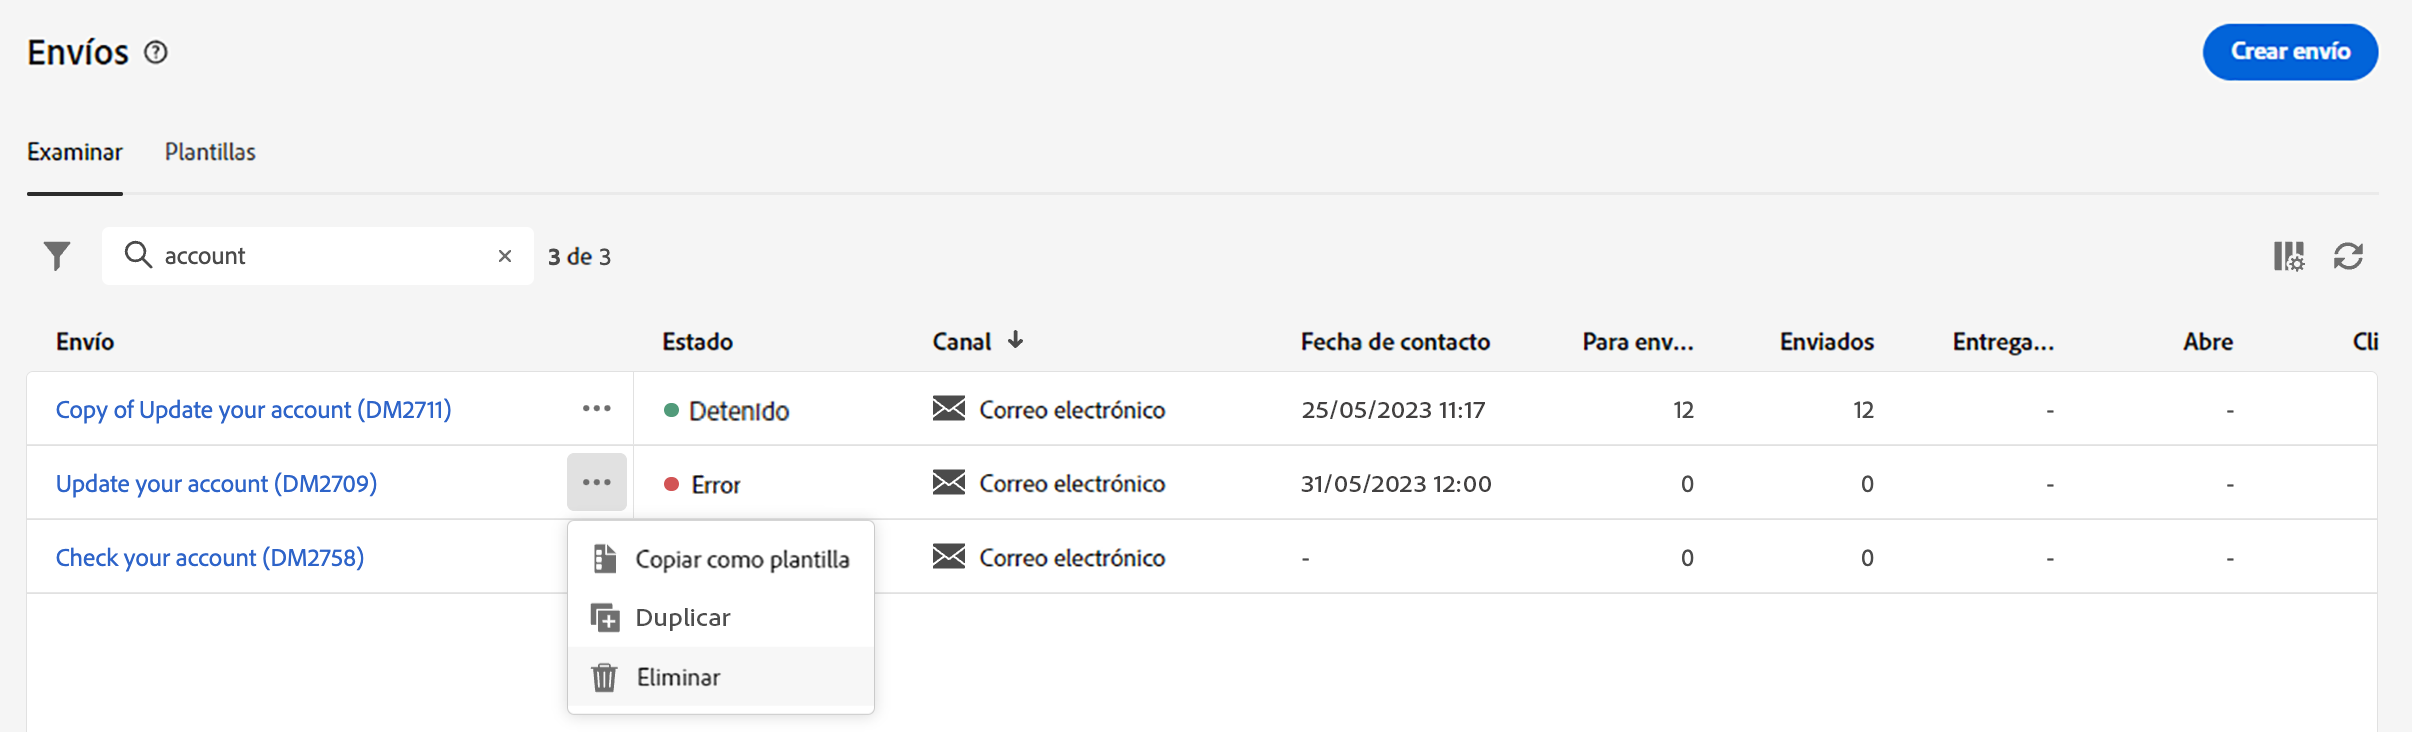 Envíos
Crear envío
Examinar Plantillas
account 3 de 3
Envío Estado Canal Fecha de contacto Para env... Enviados Entrega... Abre Cli
Copy of Update your account (DM2711) Detenido Correo electrónico 25/05/2023 11:17 12 12 - -
Update your account (DM2709) Error Correo electrónico 31/05/2023 12:00 0 0 - -
Check your account (DM2758) Correo electrónico - 0 0 - -
Copiar como plantilla
Duplicar
Eliminar